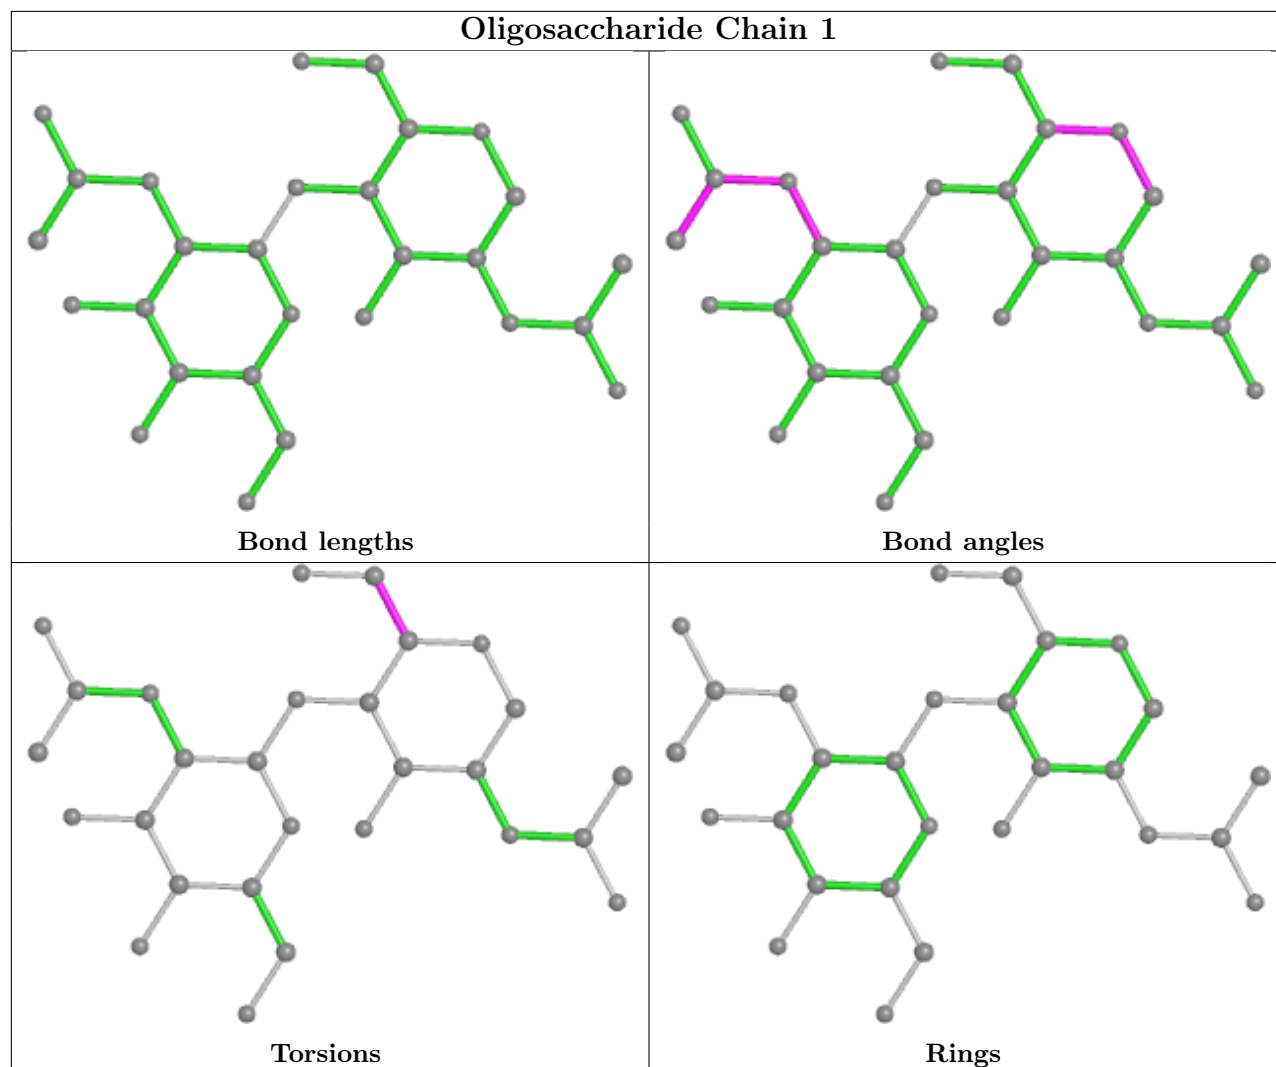 Oligosaccharide Chain 1
Bond lengths
Bond angles
Torsions
Rings